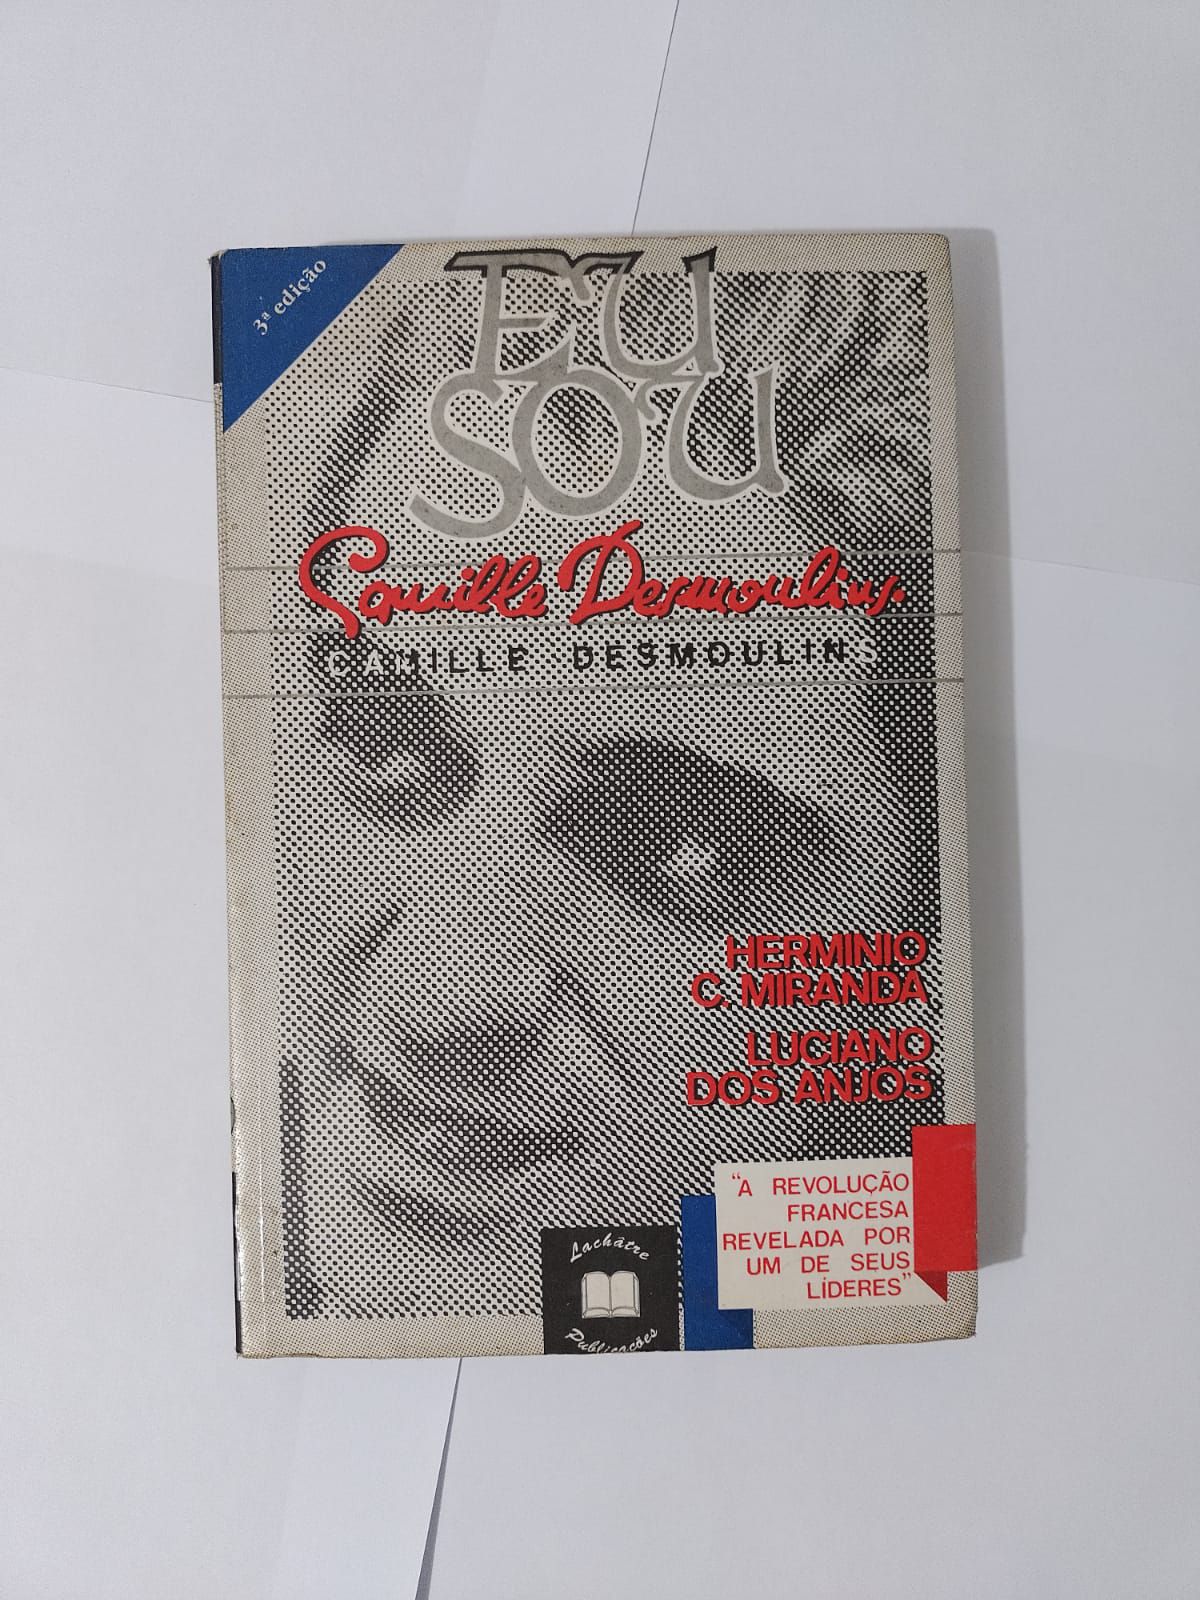 3ª edição
EU
SOU
Camille Desmoulins.
CAMILLE DESMOULINS
HERMINIO
C. MIRANDA
LUCIANO
DOS ANJOS
"A REVOLUÇÃO
FRANCESA
REVELADA POR
UM DE SEUS
LÍDERES"
Lachâtre
Publicações